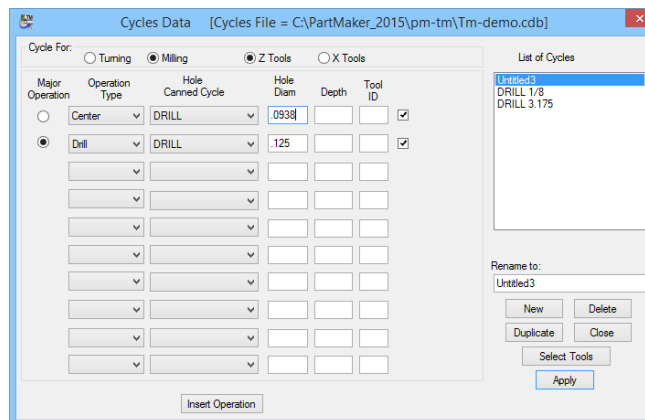 Cycles Data [Cycles File = C:\PartMaker_2015\pm-tm\Tm-demo.cdb]
Cycle For:
Turning Milling Z Tools X Tools
List of Cycles
Major Operation Operation Type Hole Canned Cycle Hole Diam Depth Tool ID
Center DRILL .0938
Drill DRILL .125
Untitled3
DRILL 1/8
DRILL 3.175
Rename to:
Untitled3
New Delete
Duplicate Close
Select Tools
Apply
Insert Operation